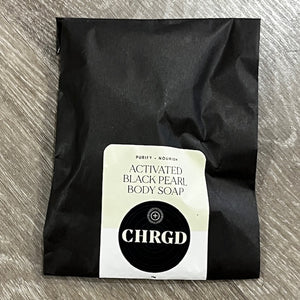 PURIFY + NOURISH
ACTIVATED
BLACK PEARL
BODY SOAP
CHRGD